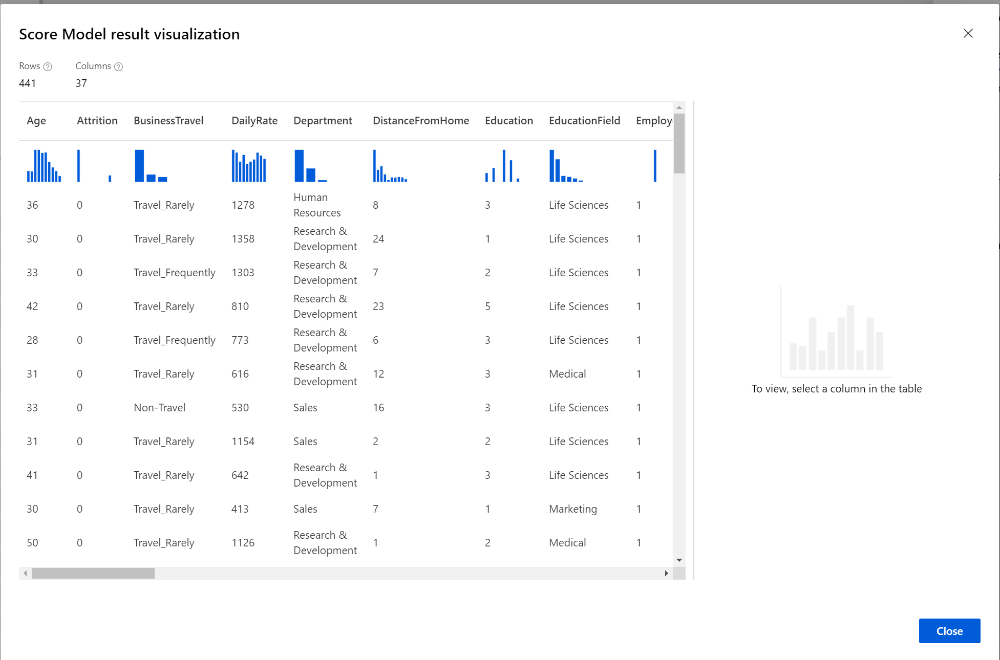 Score Model result visualization
Rows ? Columns ?
441 37
Age Attrition BusinessTravel DailyRate Department DistanceFromHome Education EducationField Employ
36 0 Travel_Rarely 1278 Human Resources 8 3 Life Sciences 1
30 0 Travel_Rarely 1358 Research & Development 24 1 Life Sciences 1
33 0 Travel_Frequently 1303 Research & Development 7 2 Life Sciences 1
42 0 Travel_Rarely 810 Research & Development 23 5 Life Sciences 1
28 0 Travel_Frequently 773 Research & Development 6 3 Life Sciences 1
31 0 Travel_Rarely 616 Research & Development 12 3 Medical 1
33 0 Non-Travel 530 Sales 16 3 Life Sciences 1
31 0 Travel_Rarely 1154 Sales 2 2 Life Sciences 1
41 0 Travel_Rarely 642 Research & Development 1 3 Life Sciences 1
30 0 Travel_Rarely 413 Sales 7 1 Marketing 1
50 0 Travel_Rarely 1126 Research & Development 1 2 Medical 1
To view, select a column in the table
Close